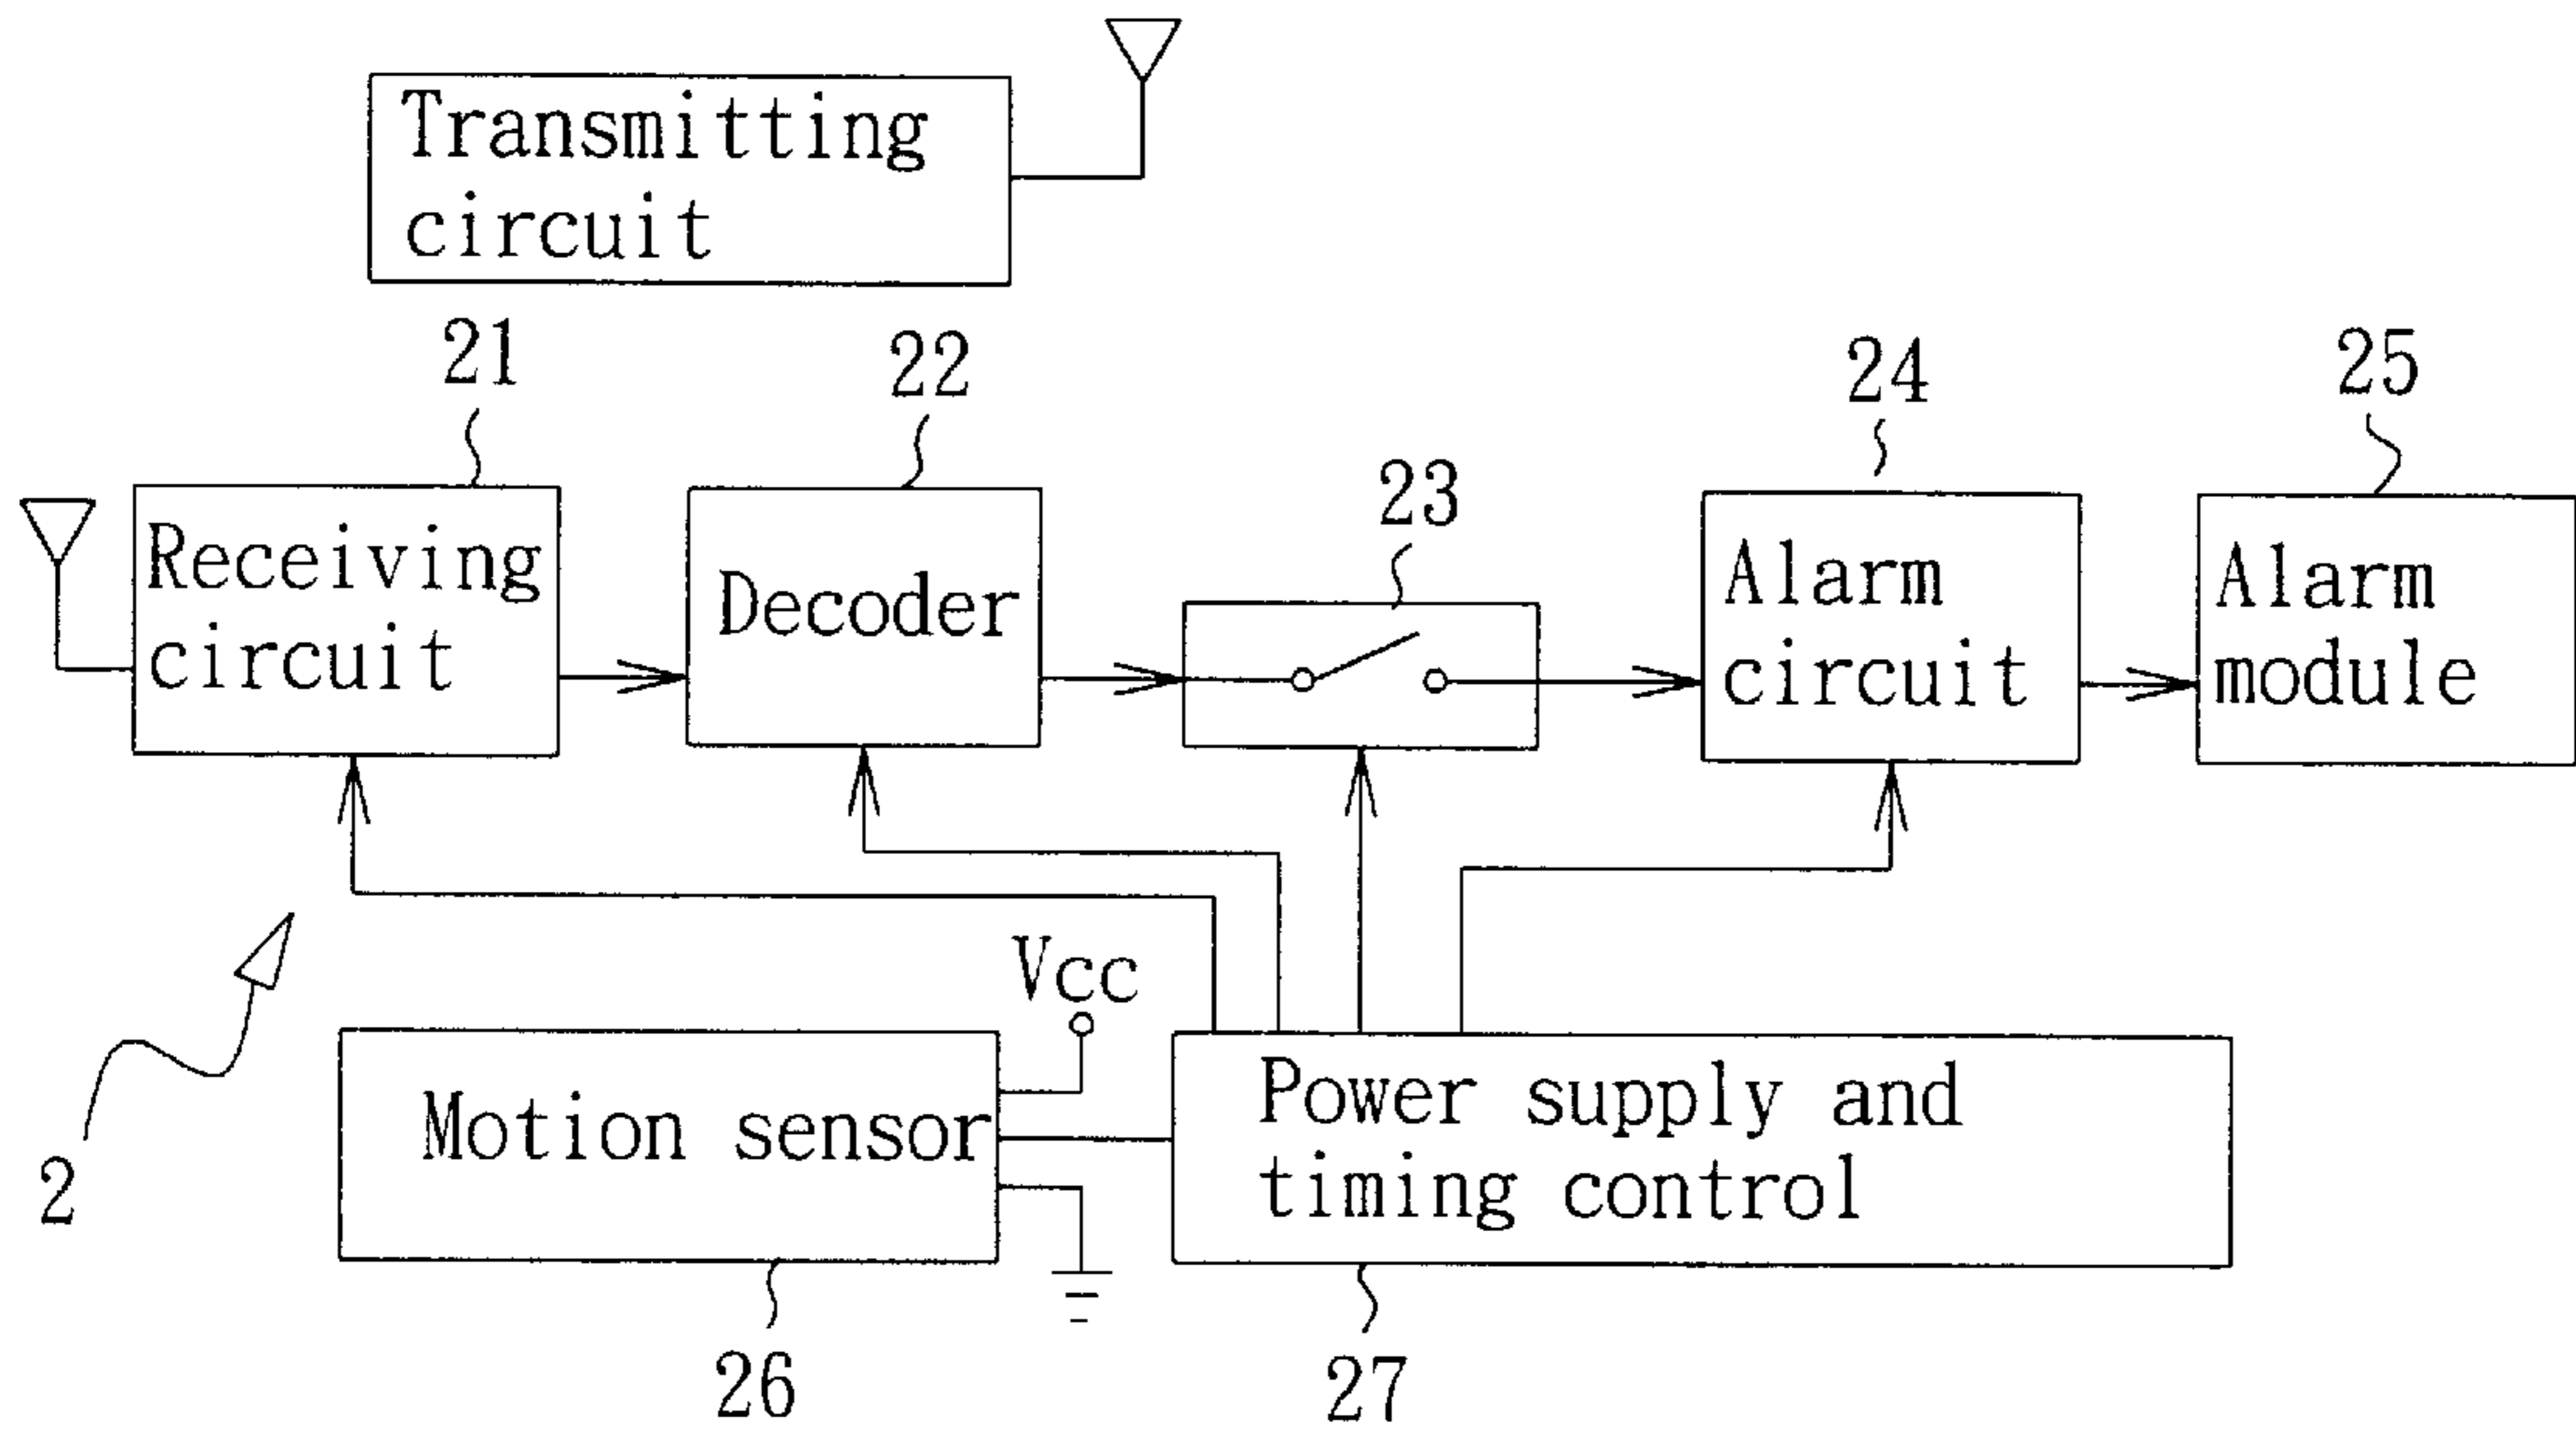 Transmitting
circuit
21
22
23
24
25
Receiving
circuit
Decoder
Alarm
circuit
Alarm
module
Vcc
2
Motion sensor
Power supply and
timing control
26
27